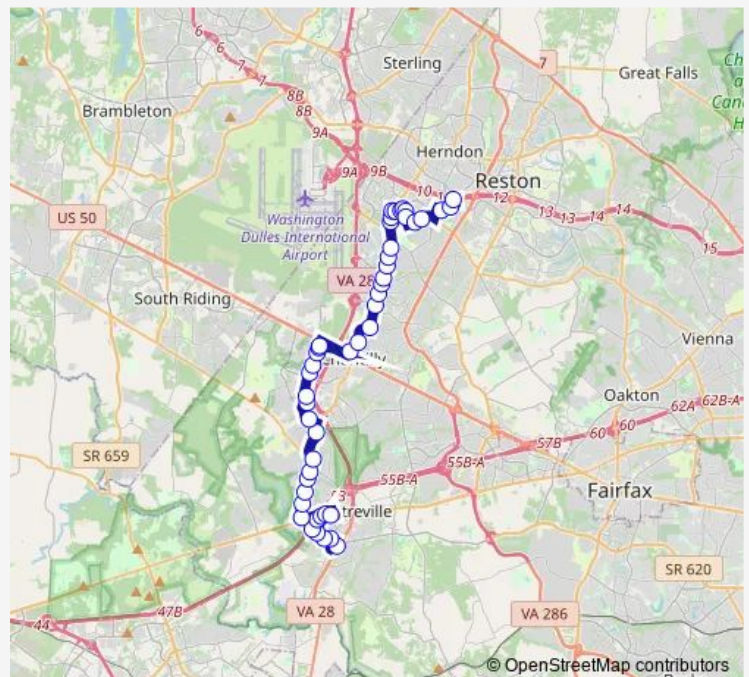 Sterling
7
Great Falls
6
6
7
7
8B
8B
Brambleton
9A
Herndon
9A
9B
10
Reston
12
13
13
14
14
15
US 50
Washington
Dulles International
Airport
VA 28
South Riding
Vienna
Oakton
62A
62B-A
60
60
57B
SR 659
55B-A
55B-A
Fairfax
treville
SR 620
44
47B
VA 28
VA 286
© OpenStreetMap contributors